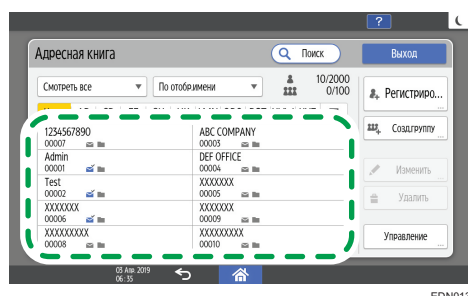 ?
Адресная книга
Поиск
Выход
Смотреть все
По отобр.имени
10/2000
0/100
Регистриро...
1234567890
00007
ABC COMPANY
00003
Создгруппу
Admin
00001
DEF OFFICE
00004
Test
00002
XXXXXXX
00005
Изменить
XXXXXXX
00006
XXXXXXX
00009
Удалить
XXXXXXXXX
00008
XXXXXXXXX
00010
Управление
03 Апр. 2019
06:35